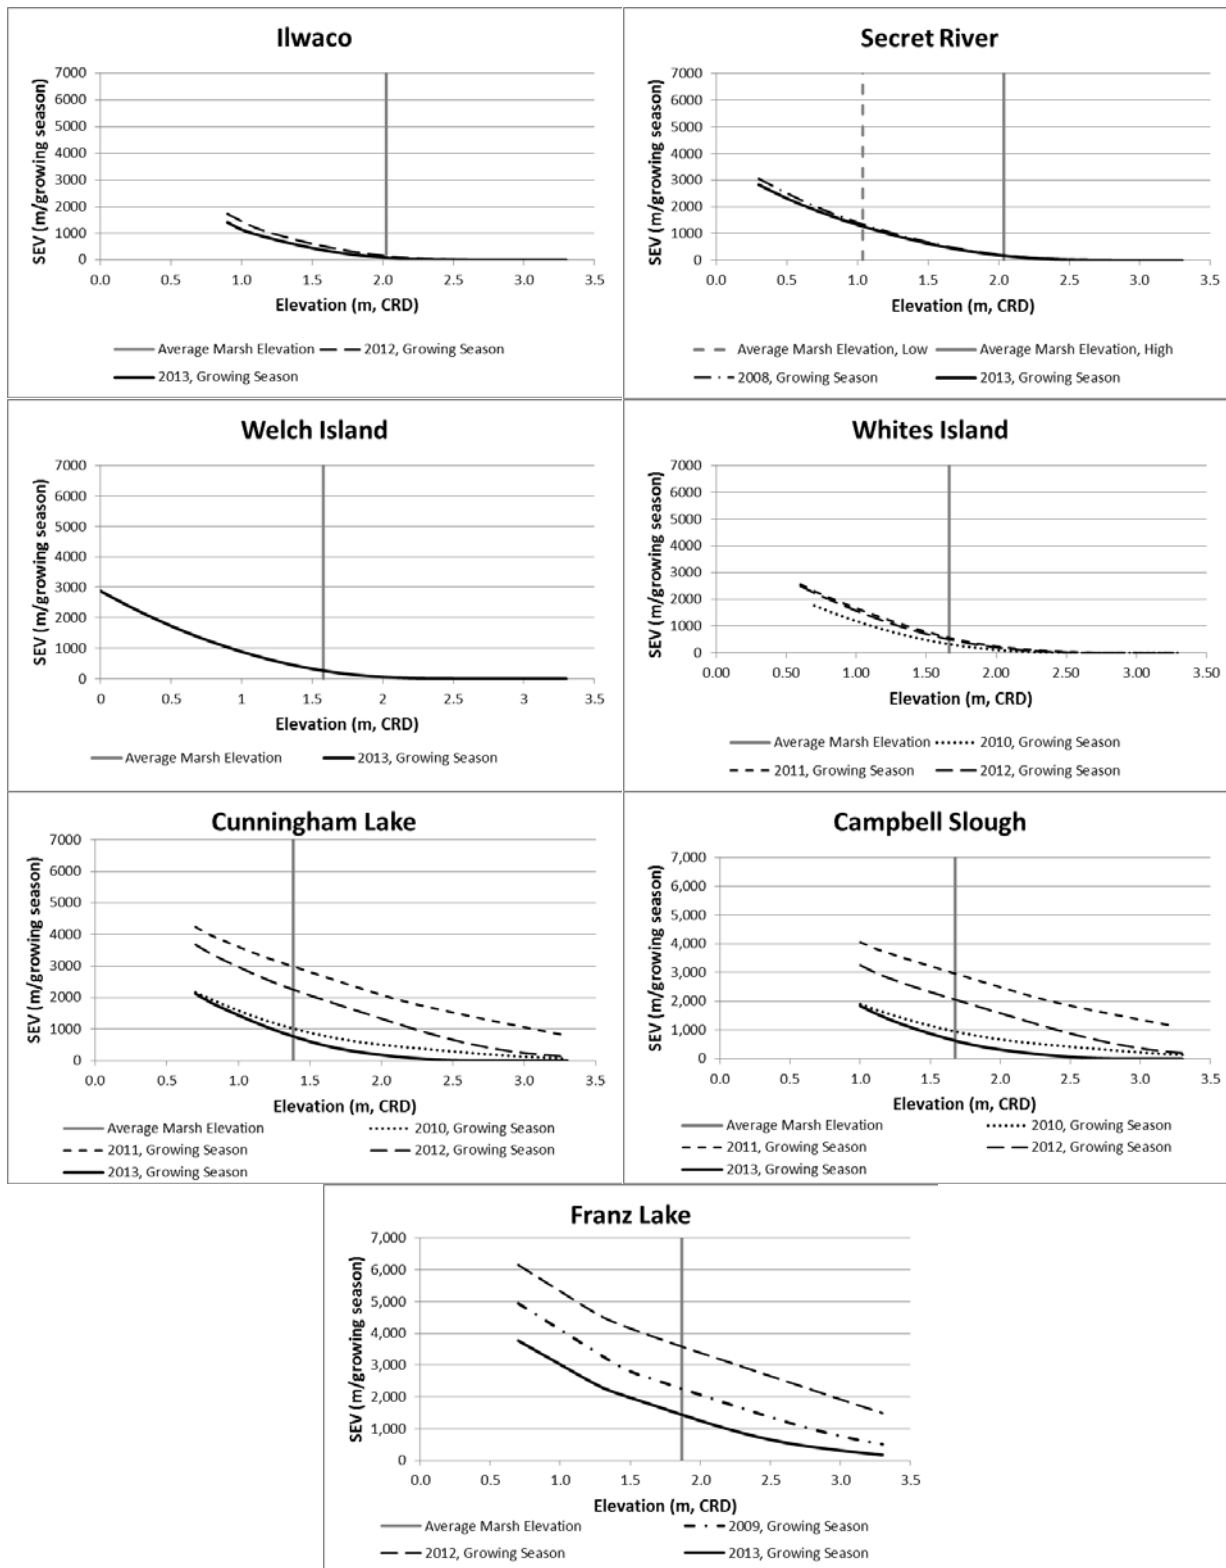 Ilwaco
SEV (m/growing season)
7000
6000
5000
4000
3000
2000
1000
0
0.0 0.5 1.0 1.5 2.0 2.5 3.0 3.5
Elevation (m, CRD)
Average Marsh Elevation 2012, Growing Season
2013, Growing Season
Secret River
SEV (m/growing season)
7000
6000
5000
4000
3000
2000
1000
0
0.0 0.5 1.0 1.5 2.0 2.5 3.0 3.5
Elevation (m, CRD)
Average Marsh Elevation, Low Average Marsh Elevation, High
2008, Growing Season 2013, Growing Season
Welch Island
SEV (m/growing season)
7000
6000
5000
4000
3000
2000
1000
0
0 0.5 1 1.5 2 2.5 3 3.5
Elevation (m, CRD)
Average Marsh Elevation 2013, Growing Season
Whites Island
SEV (m/growing season)
7000
6000
5000
4000
3000
2000
1000
0
0.00 0.50 1.00 1.50 2.00 2.50 3.00 3.50
Elevation (m, CRD)
Average Marsh Elevation 2010, Growing Season
2011, Growing Season 2012, Growing Season
Cunningham Lake
SEV (m/growing season)
7000
6000
5000
4000
3000
2000
1000
0
0.0 0.5 1.0 1.5 2.0 2.5 3.0 3.5
Elevation (m, CRD)
Average Marsh Elevation 2010, Growing Season
2011, Growing Season 2012, Growing Season
2013, Growing Season
Campbell Slough
SEV (m/growing season)
7,000
6,000
5,000
4,000
3,000
2,000
1,000
0
0.0 0.5 1.0 1.5 2.0 2.5 3.0 3.5
Elevation (m, CRD)
Average Marsh Elevation 2010, Growing Season
2011, Growing Season 2012, Growing Season
2013, Growing Season
Franz Lake
SEV (m/growing season)
7,000
6,000
5,000
4,000
3,000
2,000
1,000
0
0.0 0.5 1.0 1.5 2.0 2.5 3.0 3.5
Elevation (m, CRD)
Average Marsh Elevation 2009, Growing Season
2012, Growing Season 2013, Growing Season